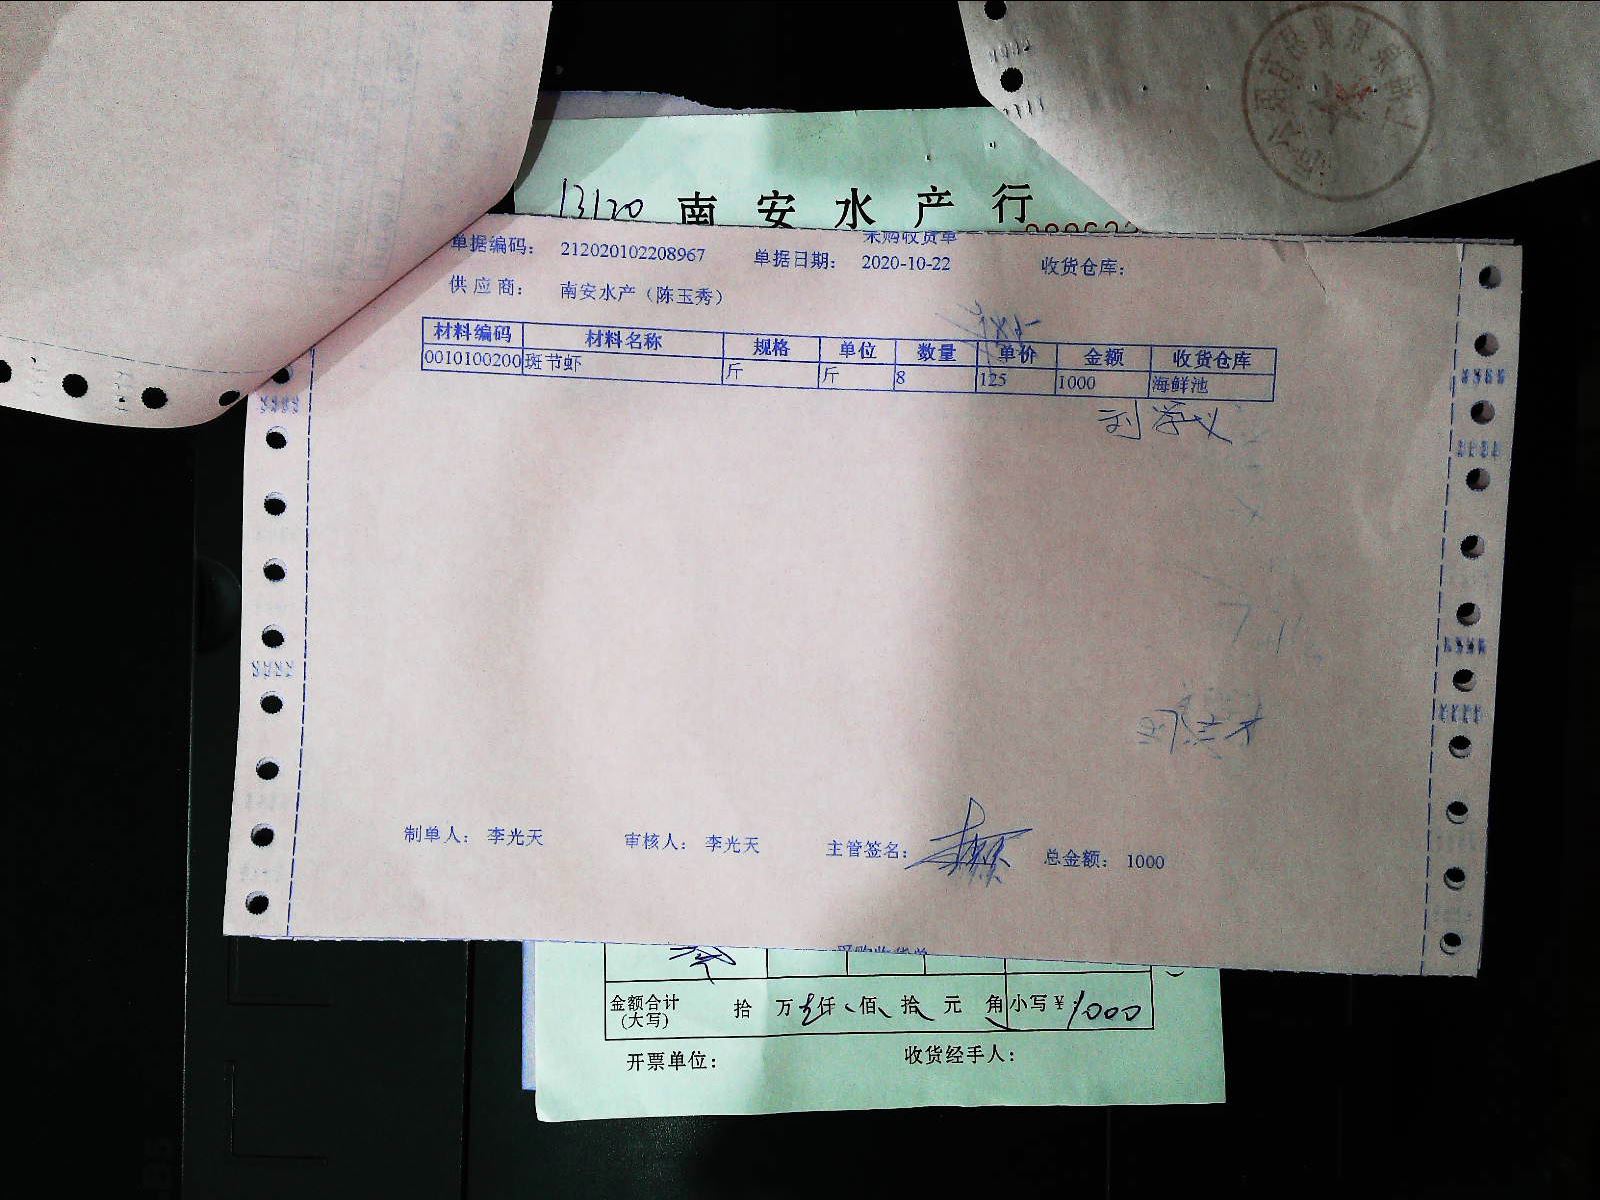 13120 南安水产行
采购收货单
单据编码： 212020102208967 单据日期： 2020-10-22 收货仓库：
供应商： 南安水产（陈玉秀）
材料编码 材料名称 规格 单位 数量 单价 金额 收货仓库
0010100200 斑节虾 斤 斤 8 125 1000 海鲜池
制单人： 李光天 审核人： 李光天 主管签名： 总金额： 1000
采购收货单
金额合计 拾 万 仟 佰 拾 元 角 小写￥：1000
(大写)
开票单位： 收货经手人：